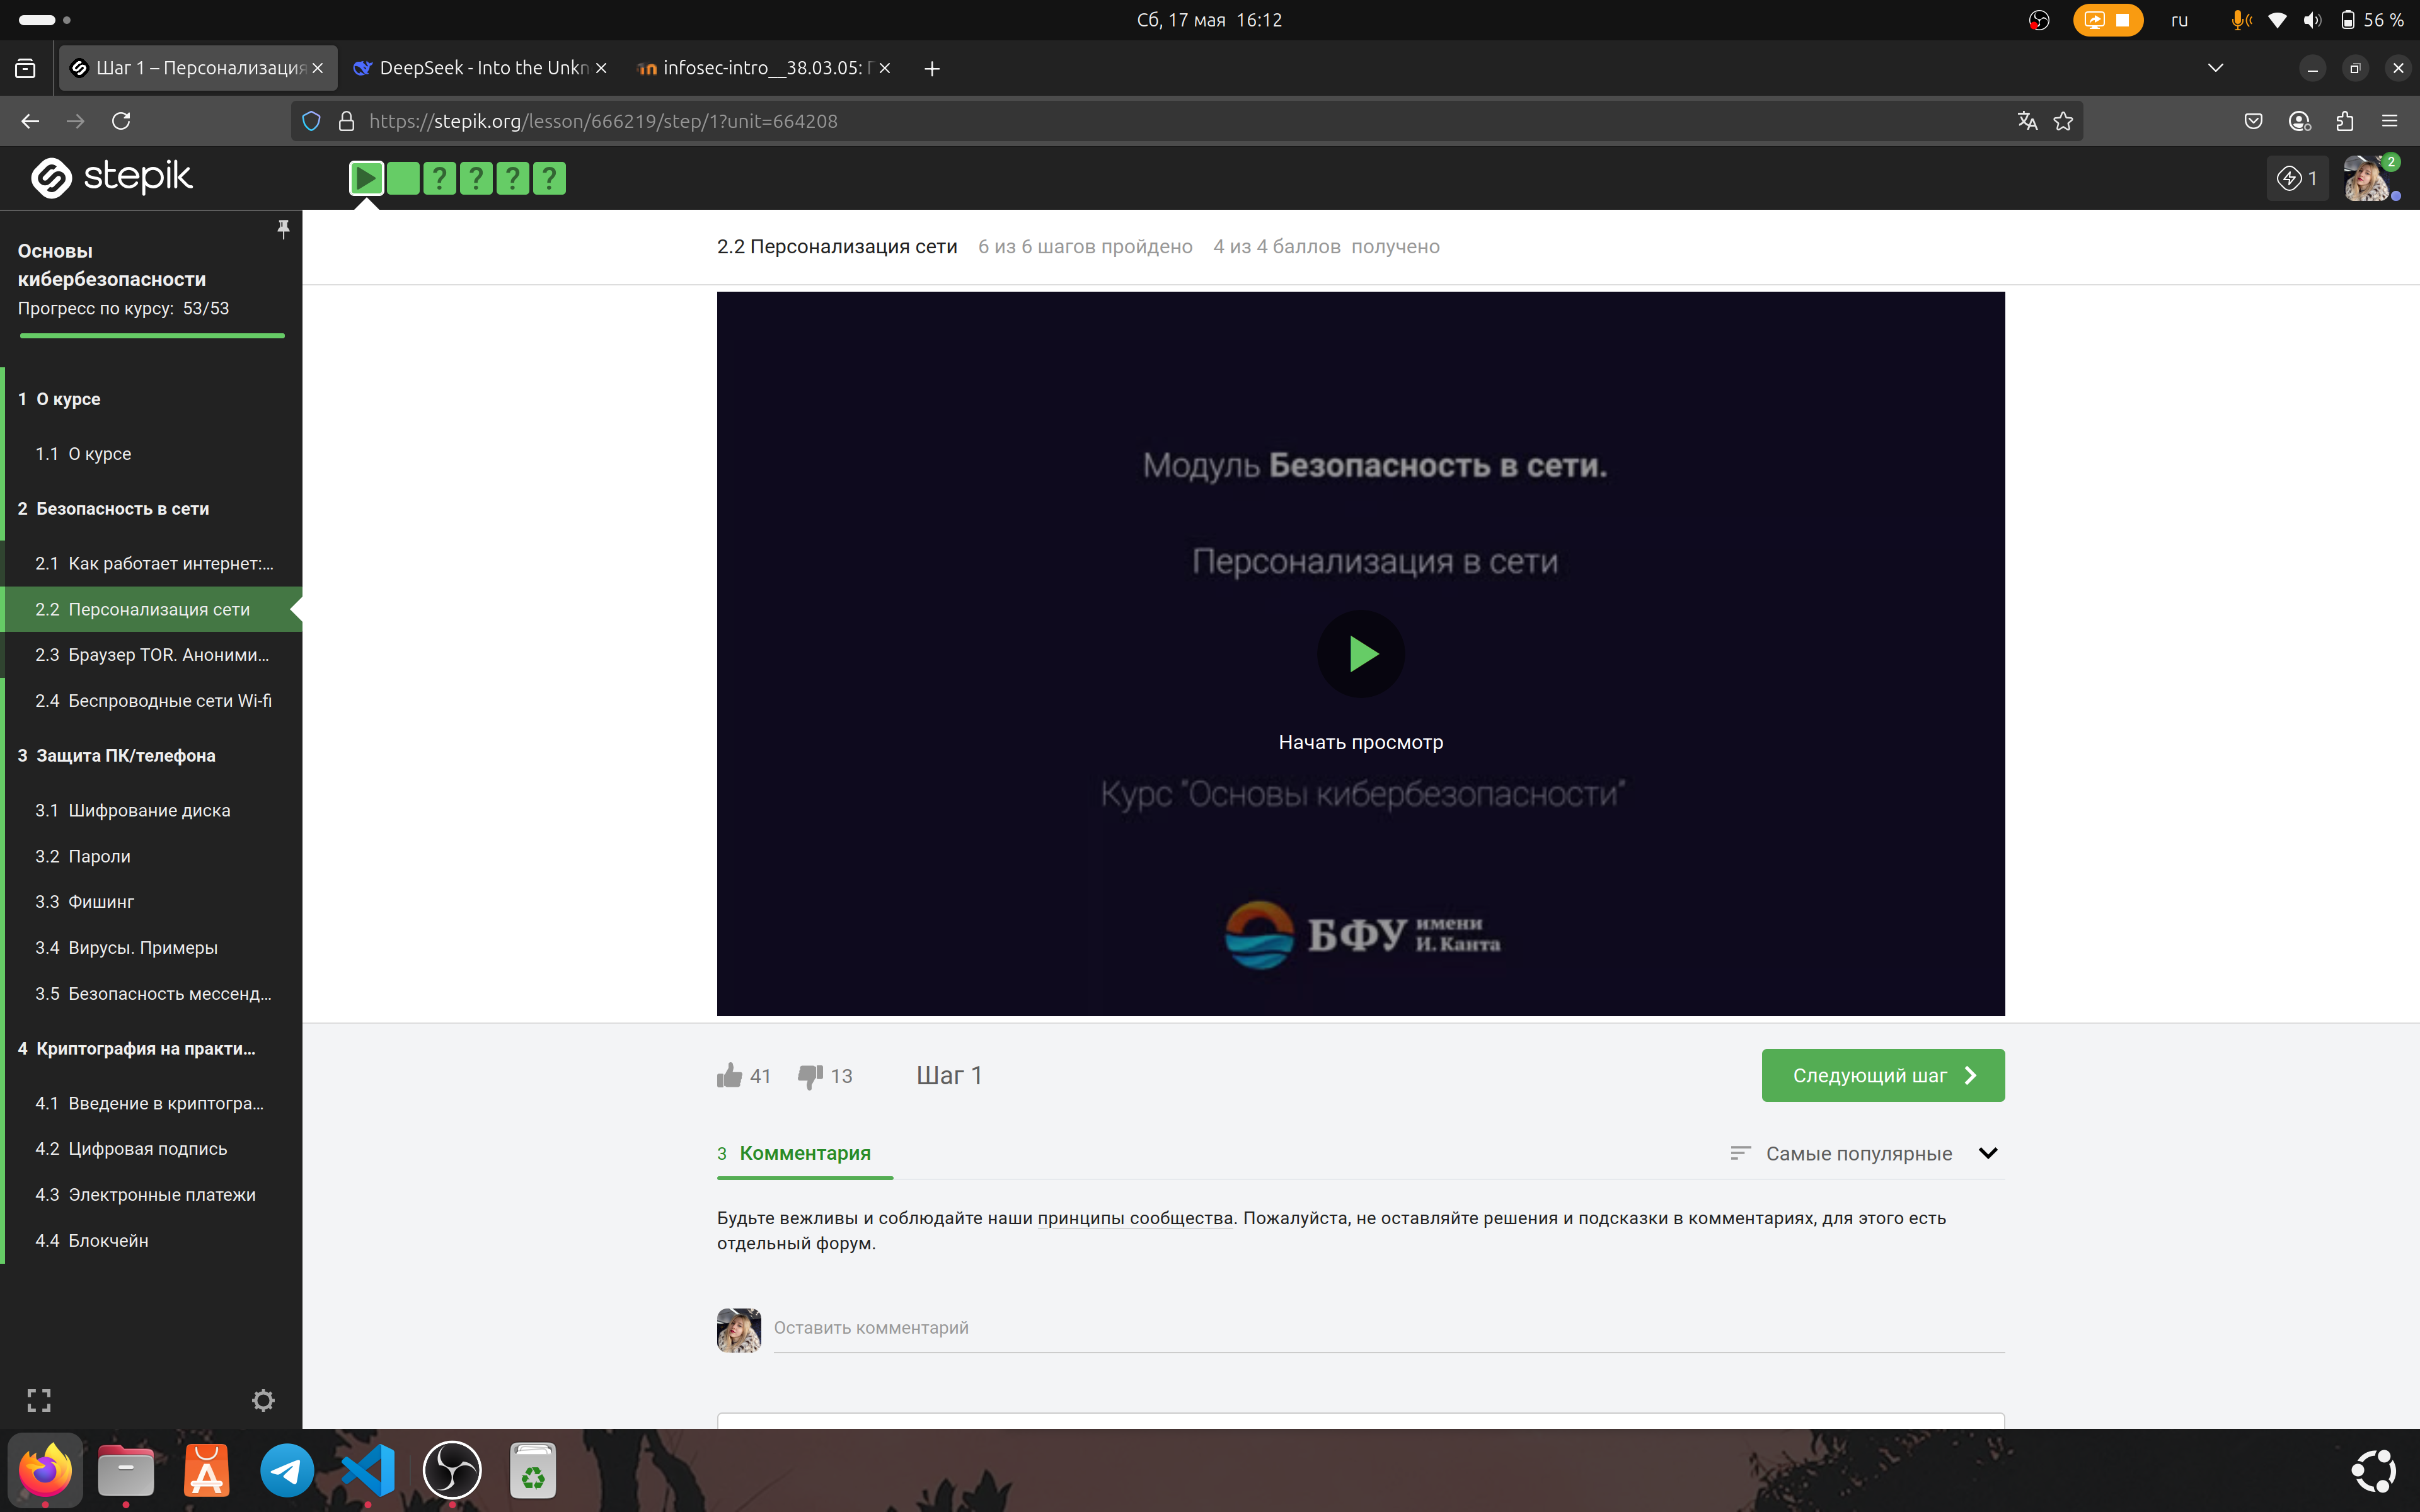 Сб, 17 мая  16:12
ru
56 %
Шаг 1 – Персонализация
DeepSeek - Into the Unkn
infosec-intro__38.03.05: Г
https://stepik.org/lesson/666219/step/1?unit=664208
stepik
? ? ? ?
1
2
Основы
кибербезопасности
Прогресс по курсу:  53/53
1  О курсе
1.1  О курсе
2  Безопасность в сети
2.1  Как работает интернет:...
2.2  Персонализация сети
2.3  Браузер TOR. Аноними...
2.4  Беспроводные сети Wi-fi
3  Защита ПК/телефона
3.1  Шифрование диска
3.2  Пароли
3.3  Фишинг
3.4  Вирусы. Примеры
3.5  Безопасность мессенд...
4  Криптография на практи...
4.1  Введение в криптогра...
4.2  Цифровая подпись
4.3  Электронные платежи
4.4  Блокчейн
2.2 Персонализация сети  6 из 6 шагов пройдено  4 из 4 баллов  получено
Модуль Безопасность в сети.
Персонализация в сети
Начать просмотр
Курс "Основы кибербезопасности"
БФУ имени
И. Канта
41  13  Шаг 1
Следующий шаг
3  Комментария
Самые популярные
Будьте вежливы и соблюдайте наши принципы сообщества. Пожалуйста, не оставляйте решения и подсказки в комментариях, для этого есть
отдельный форум.
Оставить комментарий